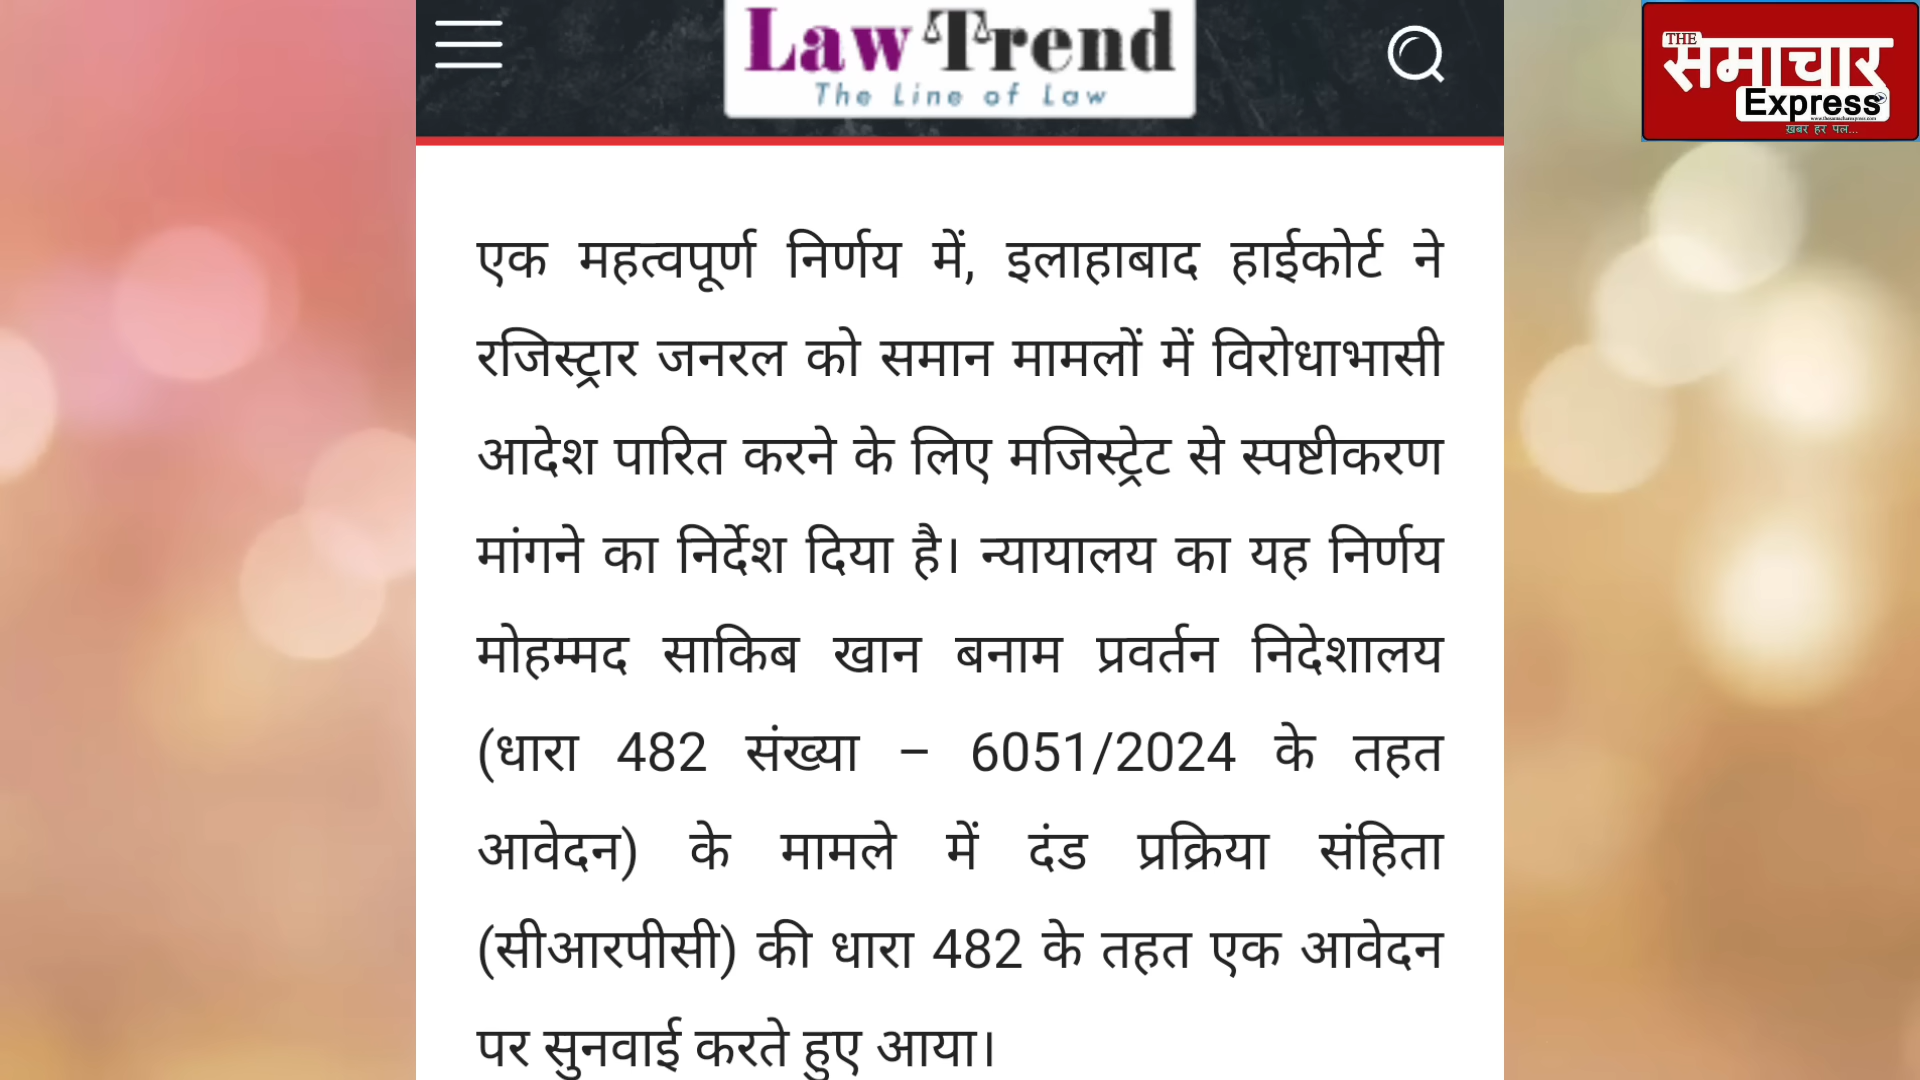 Law Trend
The Line of Law
THE
समाचार
Express
ख़बर हर पल...
एक महत्वपूर्ण निर्णय में, इलाहाबाद हाईकोर्ट ने
रजिस्ट्रार जनरल को समान मामलों में विरोधाभासी
आदेश पारित करने के लिए मजिस्ट्रेट से स्पष्टीकरण
मांगने का निर्देश दिया है। न्यायालय का यह निर्णय
मोहम्मद साकिब खान बनाम प्रवर्तन निदेशालय
(धारा 482 संख्या – 6051/2024 के तहत
आवेदन) के मामले में दंड प्रक्रिया संहिता
(सीआरपीसी) की धारा 482 के तहत एक आवेदन
पर सुनवाई करते हुए आया।